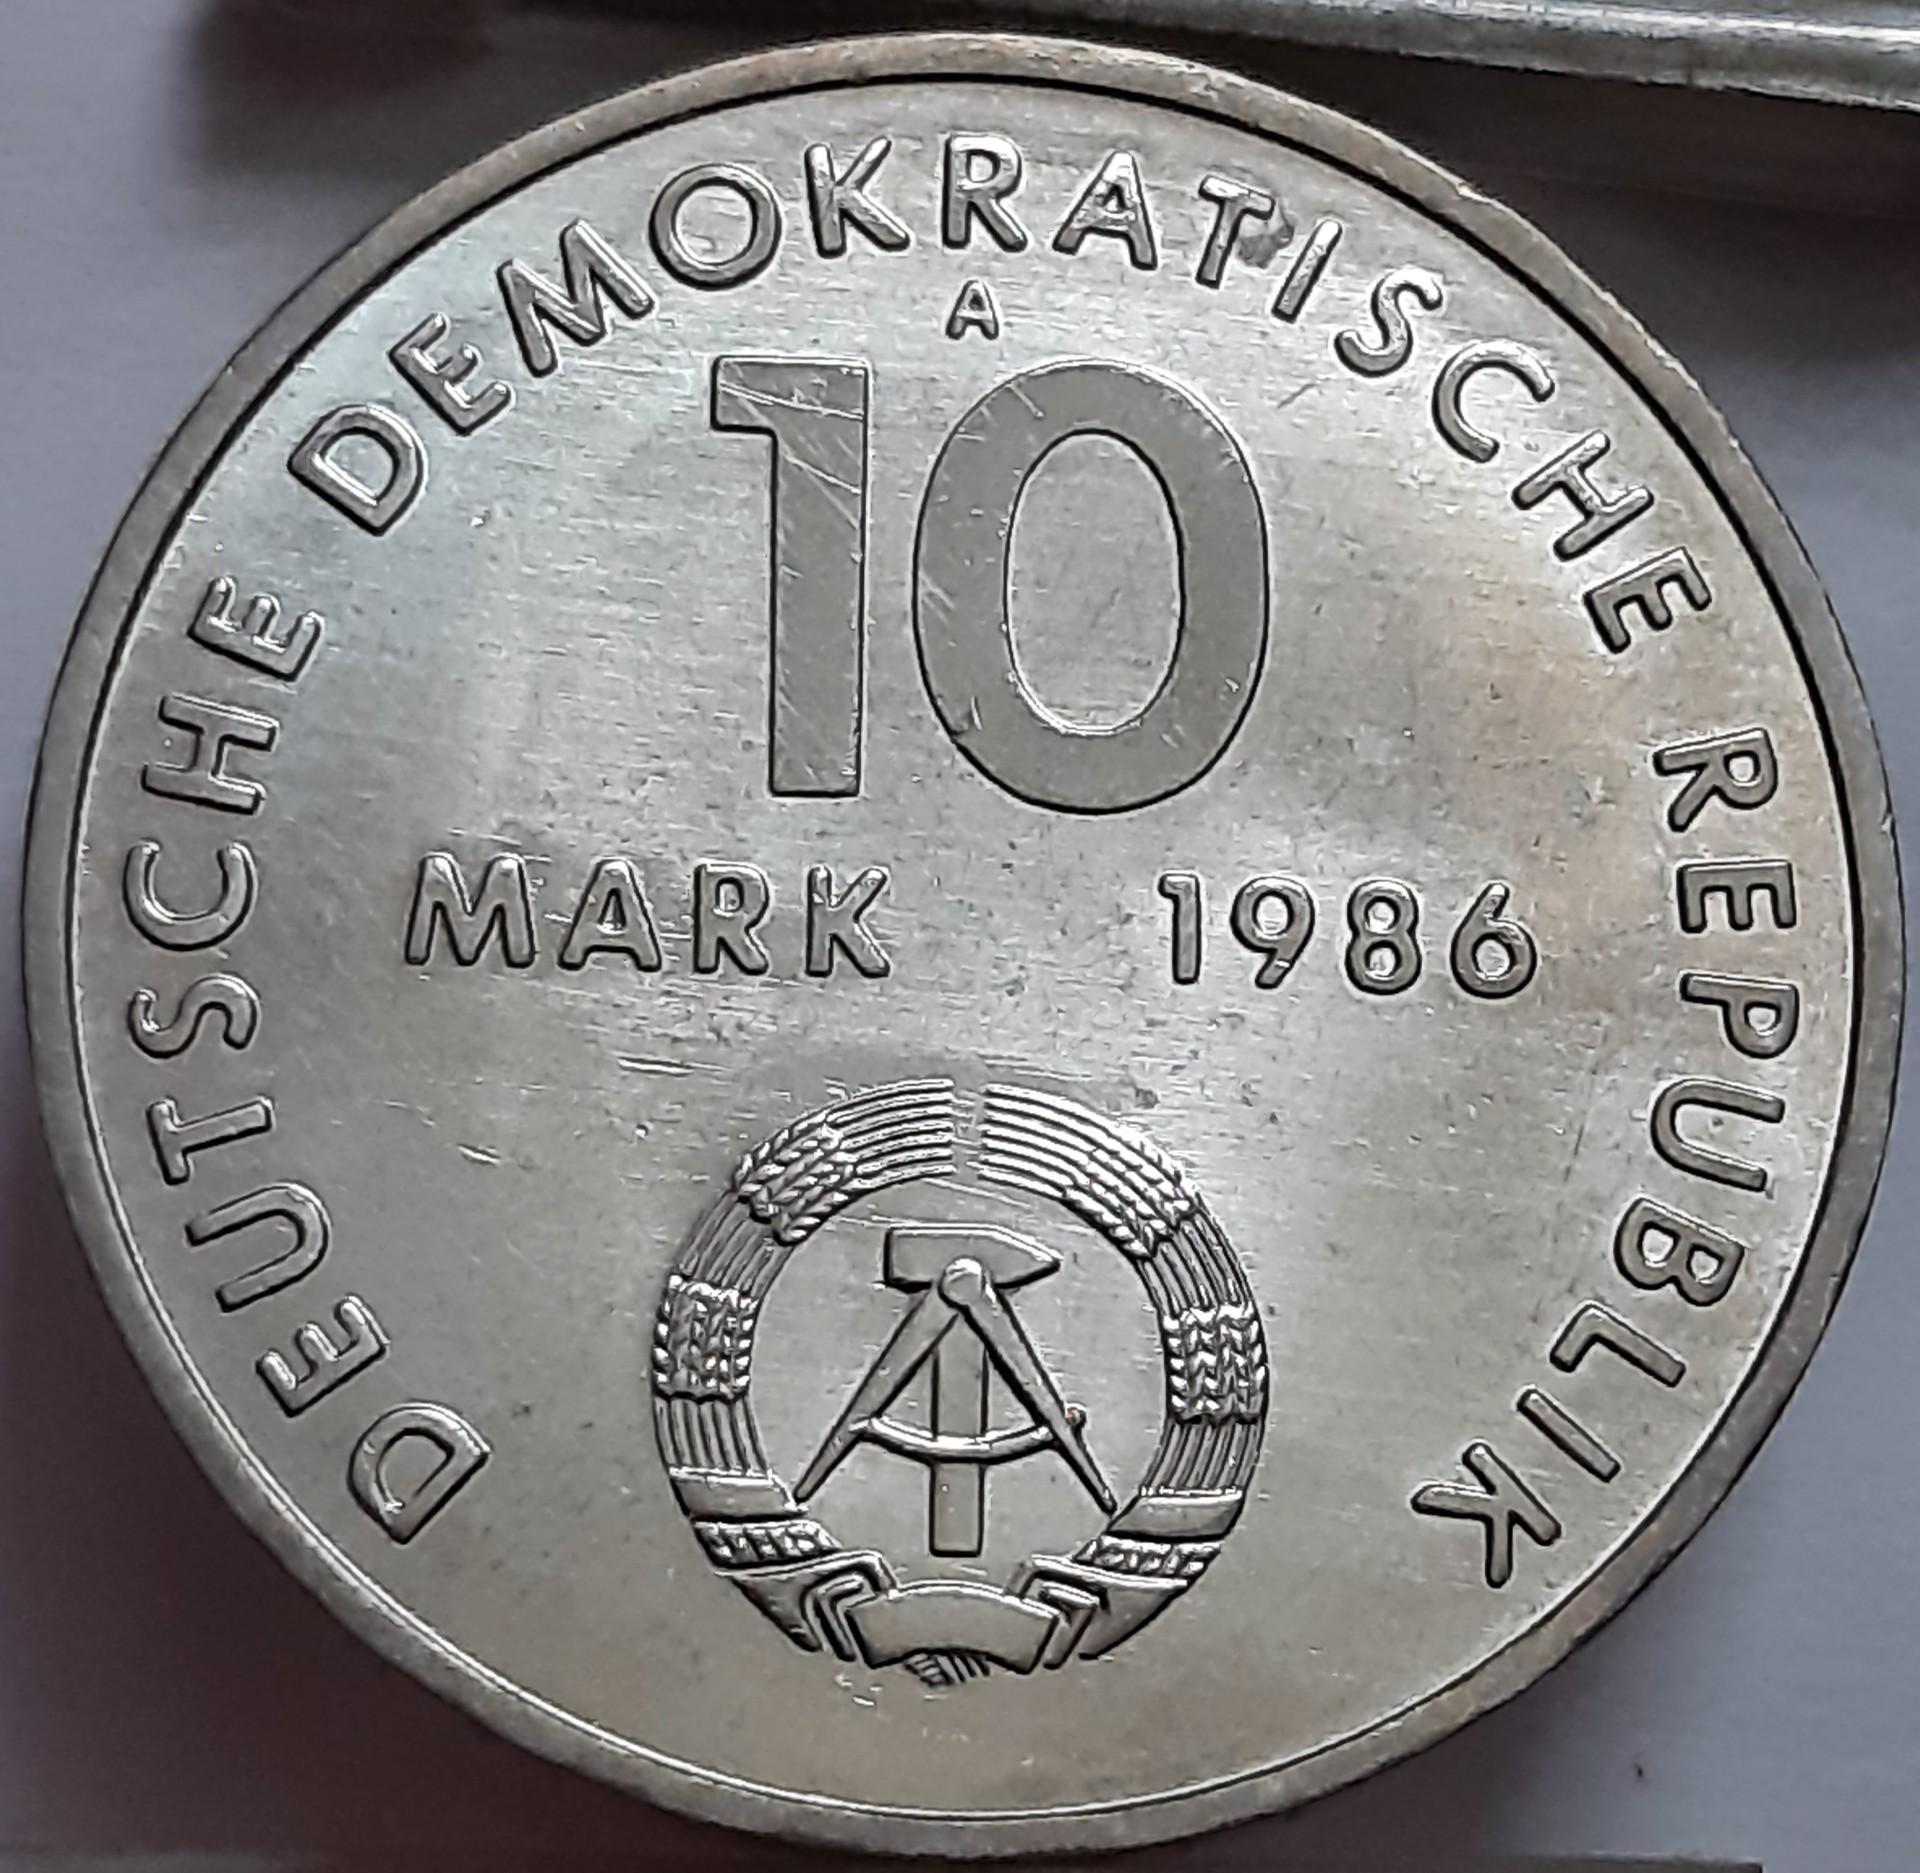 DEUTSCHE DEMOKRATISCHE REPUBLIK
A
10
MARK 1986